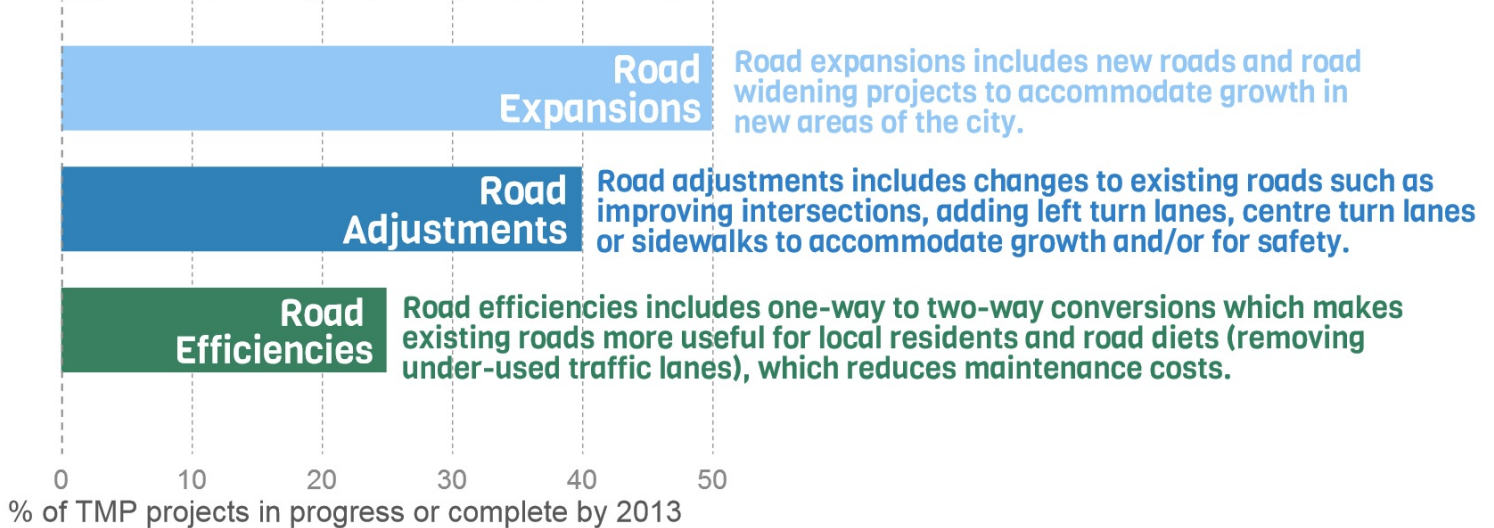 Road
Expansions
Road expansions includes new roads and road
widening projects to accommodate growth in
new areas of the city.
Road
Adjustments
Road adjustments includes changes to existing roads such as
improving intersections, adding left turn lanes, centre turn lanes
or sidewalks to accommodate growth and/or for safety.
Road
Efficiencies
Road efficiencies includes one-way to two-way conversions which makes
existing roads more useful for local residents and road diets (removing
under-used traffic lanes), which reduces maintenance costs.
0 10 20 30 40 50
% of TMP projects in progress or complete by 2013